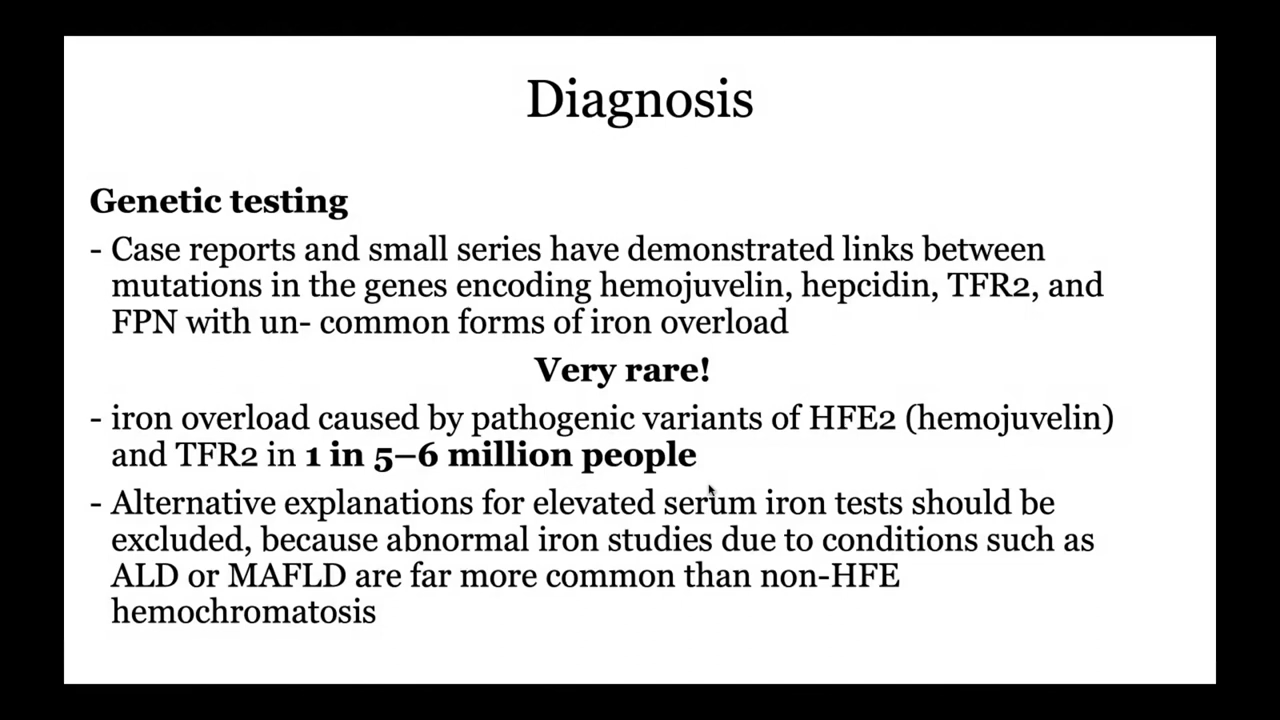 Diagnosis
Genetic testing
- Case reports and small series have demonstrated links between
mutations in the genes encoding hemojuvelin, hepcidin, TFR2, and
FPN with un- common forms of iron overload
Very rare!
- iron overload caused by pathogenic variants of HFE2 (hemojuvelin)
and TFR2 in 1 in 5–6 million people
- Alternative explanations for elevated serum iron tests should be
excluded, because abnormal iron studies due to conditions such as
ALD or MAFLD are far more common than non-HFE
hemochromatosis